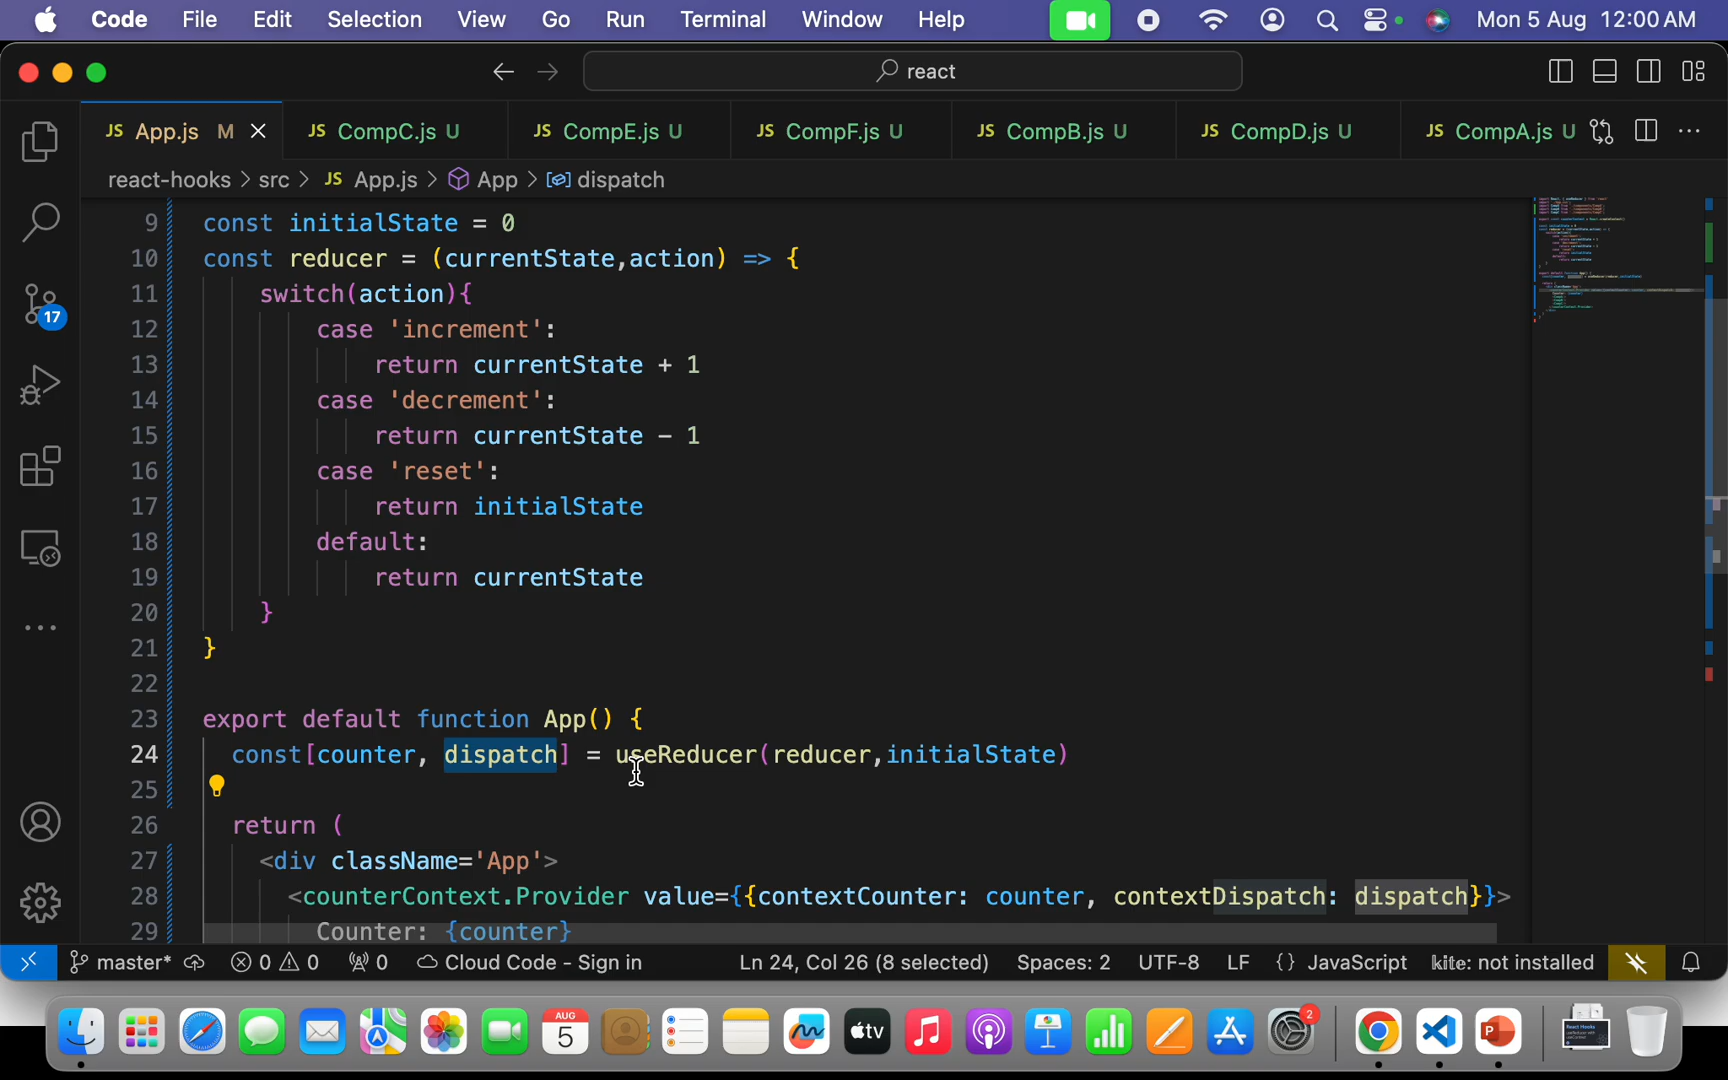 Code File Edit Selection View Go Run Terminal Window Help Mon 5 Aug 12:00 AM
react
JS App.js M JS CompC.js U JS CompE.js U JS CompF.js U JS CompB.js U JS CompD.js U JS CompA.js U
react-hooks > src > JS App.js > App > dispatch
9 const initialState = 0
10 const reducer = (currentState,action) => {
11 switch(action){
12 case 'increment':
13 return currentState + 1
14 case 'decrement':
15 return currentState - 1
16 case 'reset':
17 return initialState
18 default:
19 return currentState
20 }
21 }
22
23 export default function App() {
24 const[counter, dispatch] = useReducer(reducer,initialState)
25
26 return (
27 <div className='App'>
28 <counterContext.Provider value={{contextCounter: counter, contextDispatch: dispatch}}>
29 Counter: {counter}
17
master* 0 0 0 Cloud Code - Sign in Ln 24, Col 26 (8 selected) Spaces: 2 UTF-8 LF {} JavaScript kite: not installed
AUG
5
tv
2
P
React Hooks